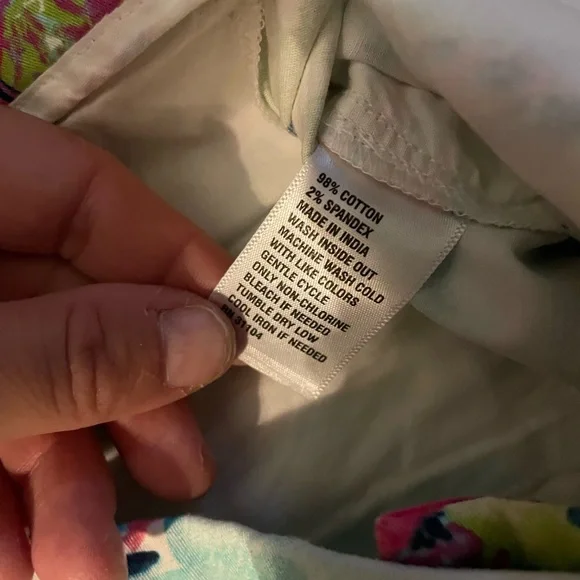 98% COTTON
2% SPANDEX
MADE IN INDIA
WASH INSIDE OUT
MACHINE WASH COLD
WITH LIKE COLORS
GENTLE CYCLE
ONLY NON-CHLORINE
BLEACH IF NEEDED
TUMBLE DRY LOW
COOL IRON IF NEEDED